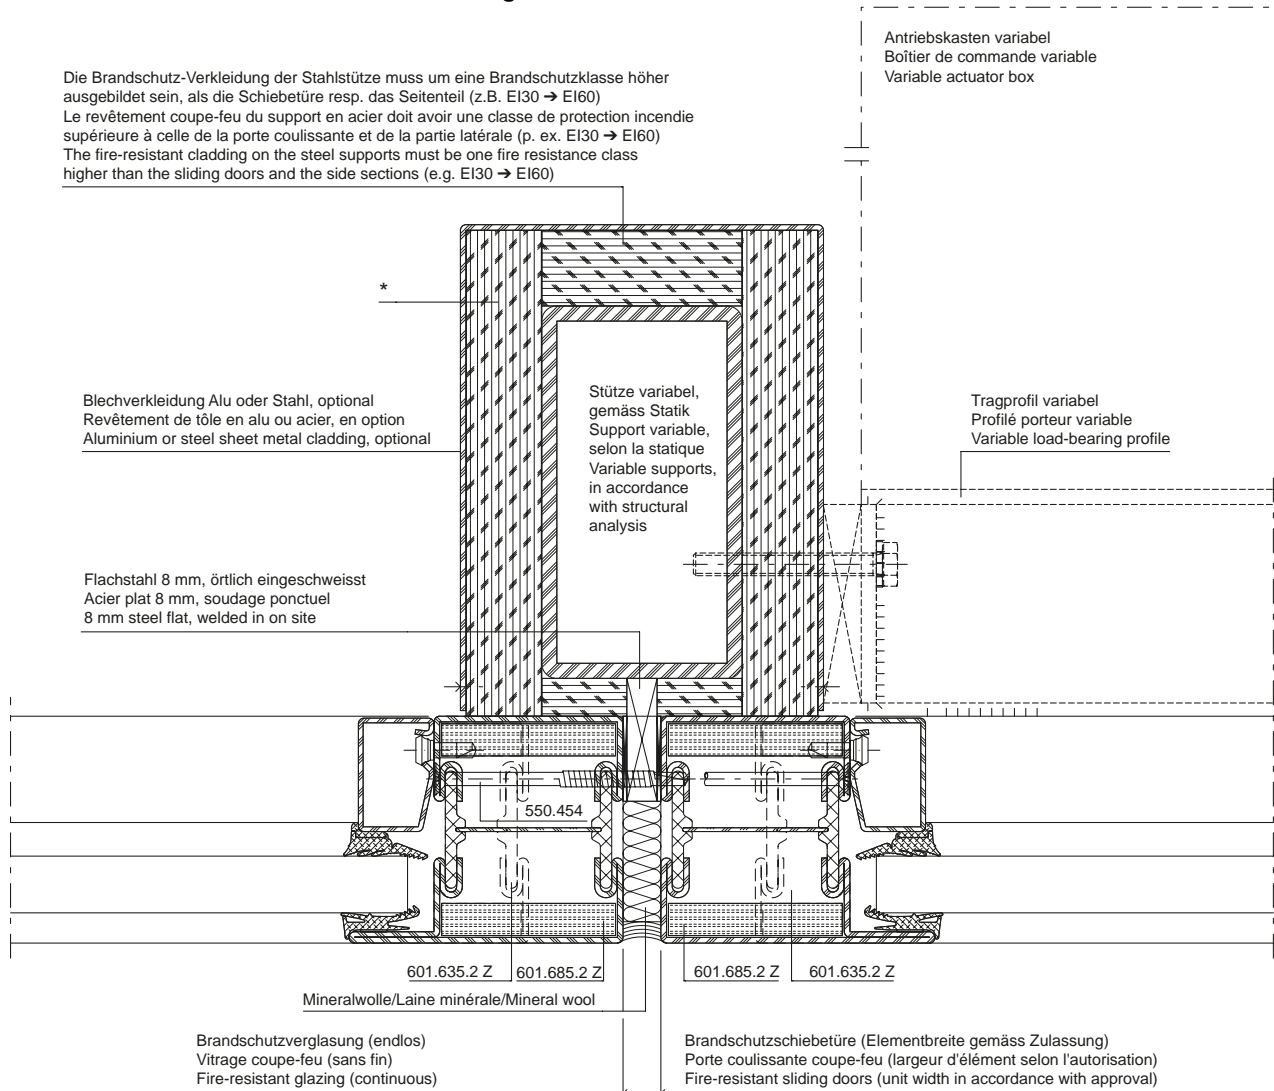 Antriebskasten variabel
Boîtier de commande variable
Variable actuator box
Die Brandschutz-Verkleidung der Stahlstütze muss um eine Brandschutzklasse höher
ausgebildet sein, als die Schiebetüre resp. das Seitenteil (z.B. EI30 ➔ EI60)
Le revêtement coupe-feu du support en acier doit avoir une classe de protection incendie
supérieure à celle de la porte coulissante et de la partie latérale (p. ex. EI30 ➔ EI60)
The fire-resistant cladding on the steel supports must be one fire resistance class
higher than the sliding doors and the side sections (e.g. EI30 ➔ EI60)
*
Blechverkleidung Alu oder Stahl, optional
Revêtement de tôle en alu ou acier, en option
Aluminium or steel sheet metal cladding, optional
Stütze variabel,
gemäss Statik
Support variable,
selon la statique
Variable supports,
in accordance
with structural
analysis
Tragprofil variabel
Profilé porteur variable
Variable load-bearing profile
Flachstahl 8 mm, örtlich eingeschweisst
Acier plat 8 mm, soudage ponctuel
8 mm steel flat, welded in on site
550.454
601.635.2 Z 601.685.2 Z 601.685.2 Z 601.635.2 Z
Mineralwolle/Laine minérale/Mineral wool
Brandschutzverglasung (endlos)
Vitrage coupe-feu (sans fin)
Fire-resistant glazing (continuous)
Brandschutzschiebetüre (Elementbreite gemäss Zulassung)
Porte coulissante coupe-feu (largeur d'élément selon l'autorisation)
Fire-resistant sliding doors (unit width in accordance with approval)